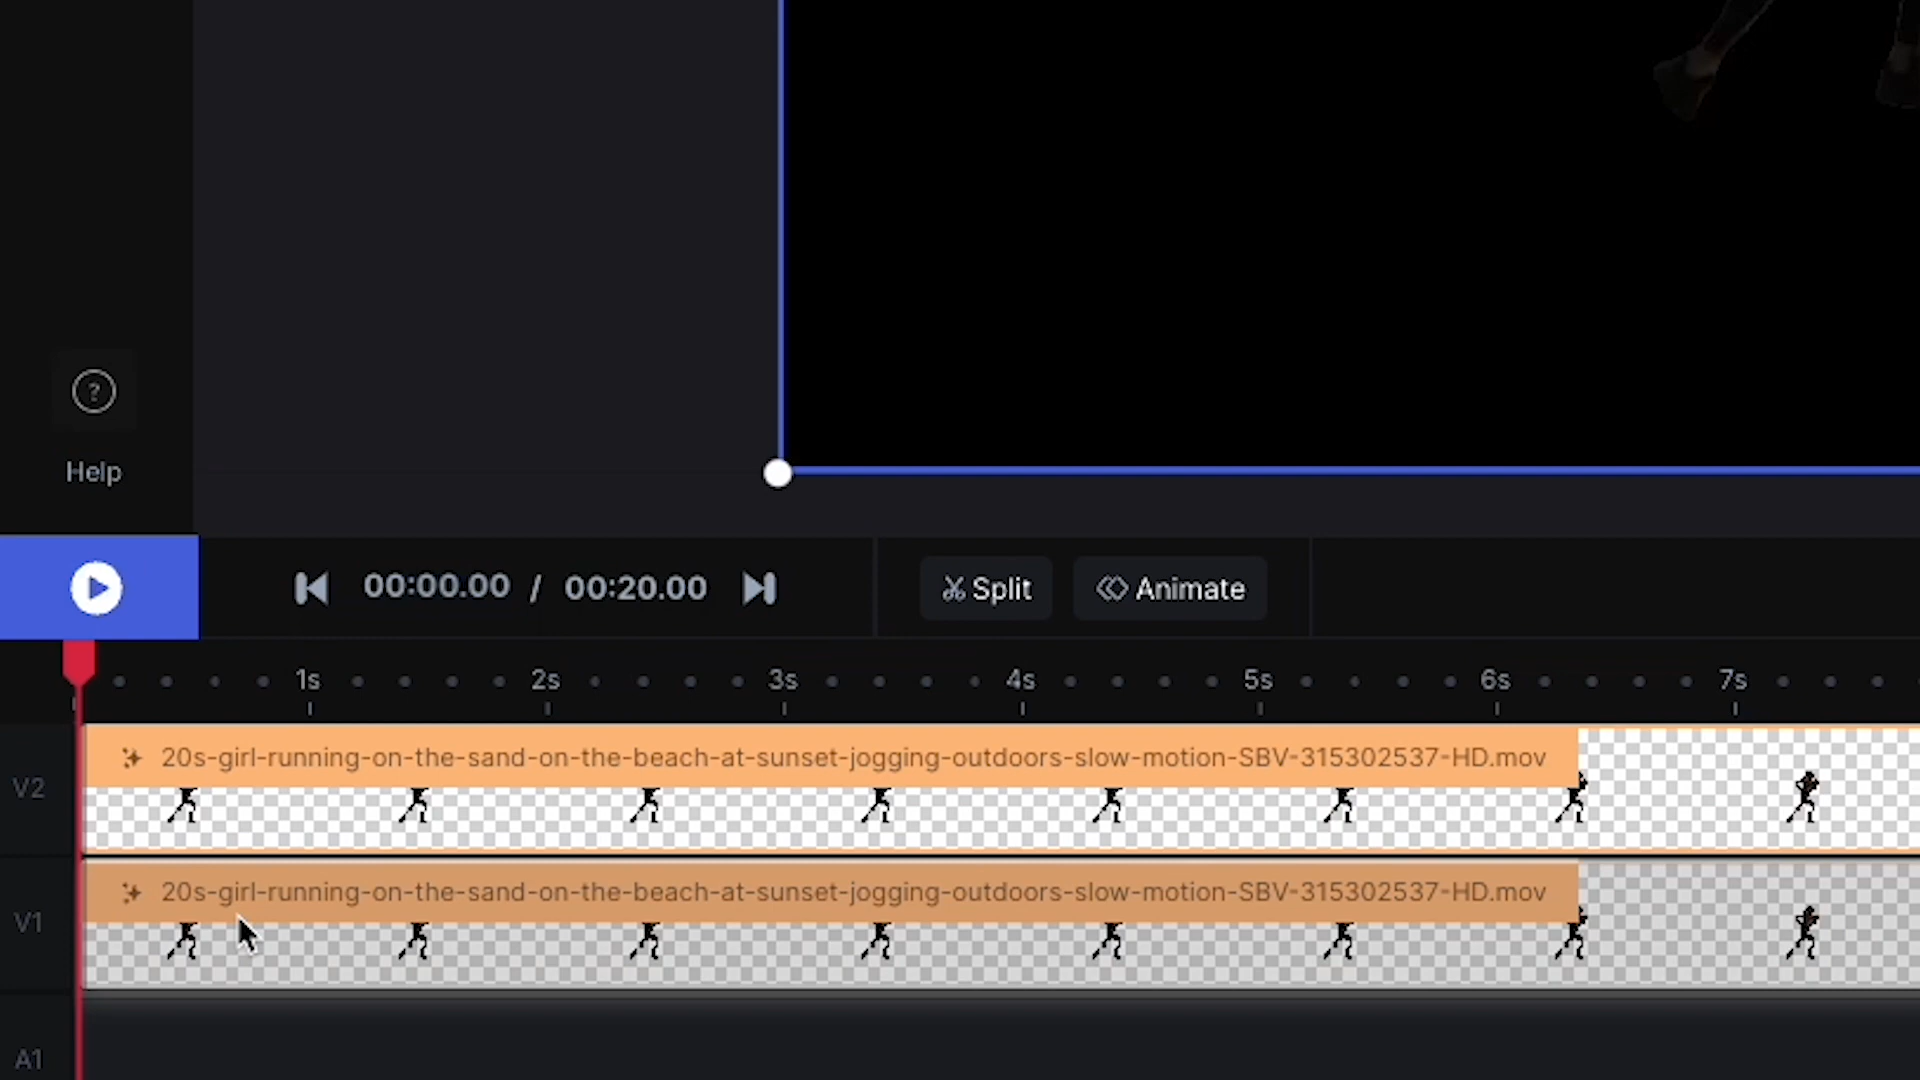 ?
Help
00:00.00 / 00:20.00 Split Animate
1s 2s 3s 4s 5s 6s 7s
V2 20s-girl-running-on-the-sand-on-the-beach-at-sunset-jogging-outdoors-slow-motion-SBV-315302537-HD.mov
V1 20s-girl-running-on-the-sand-on-the-beach-at-sunset-jogging-outdoors-slow-motion-SBV-315302537-HD.mov
A1